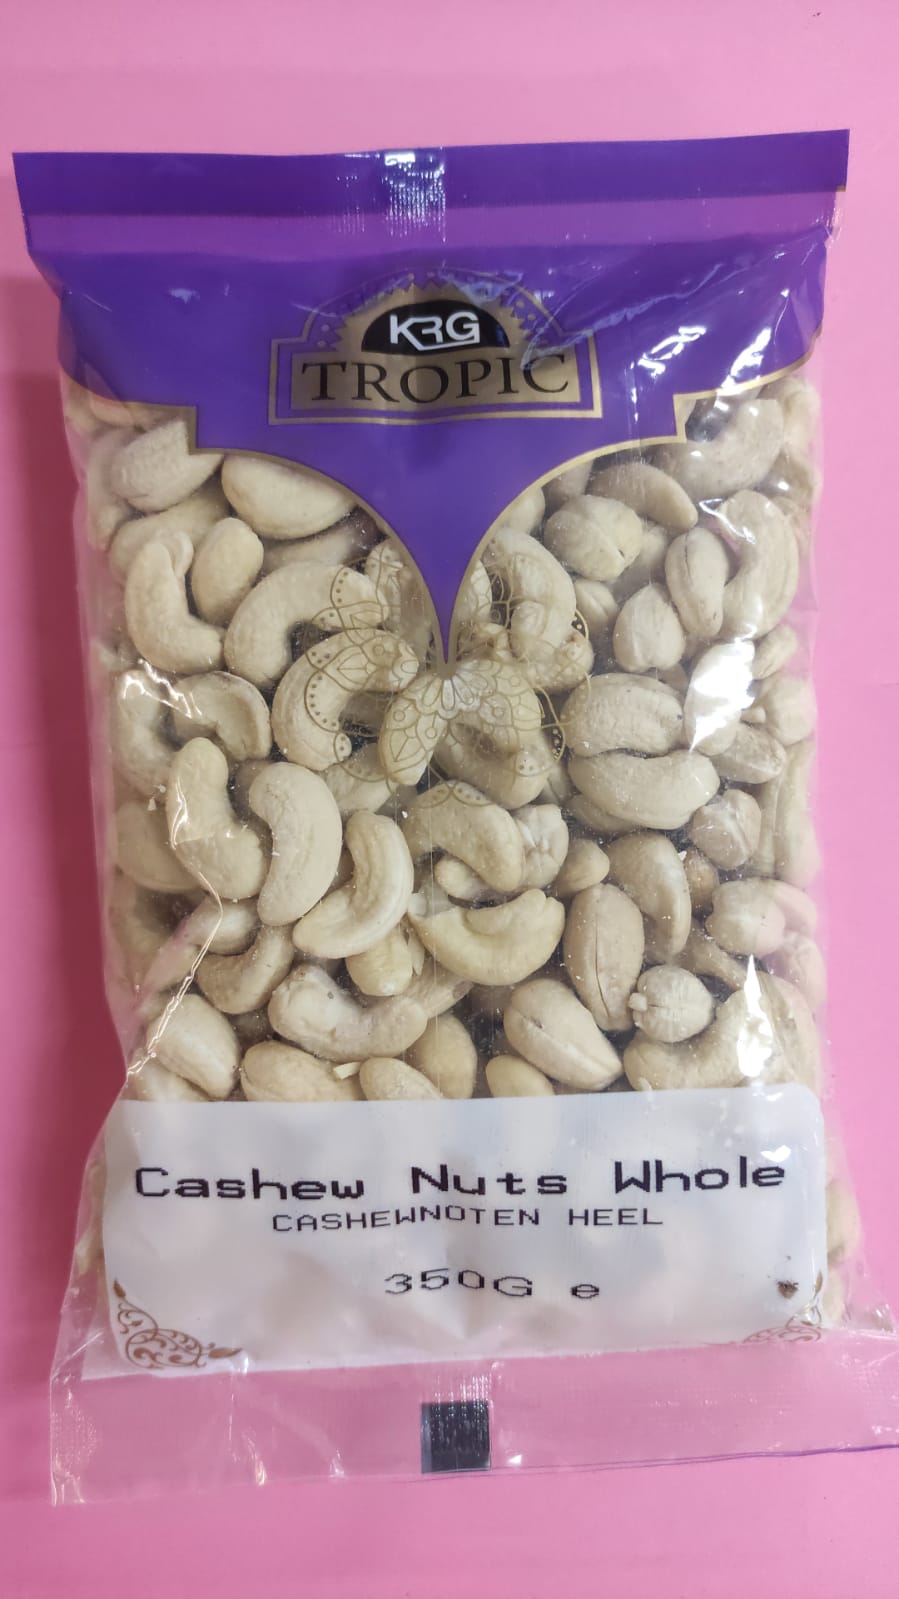 KRG
TROPIC
Cashew Nuts Whole
CASHEWNOTEN HEEL
350G e